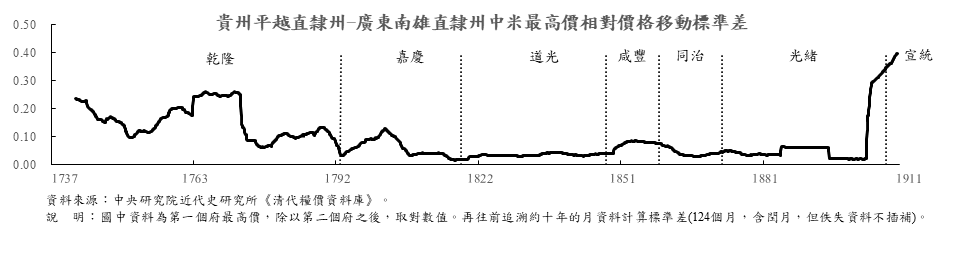 貴州平越直隸州-廣東南雄直隸州中米最高價相對價格移動標準差
0.50
0.40
0.30
0.20
0.10
0.00
乾隆 嘉慶 道光 咸豐 同治 光緒 宣統
1737 1763 1792 1822 1851 1881 1911
資料來源：中央研究院近代史研究所《清代糧價資料庫》。
說　明：圖中資料為第一個府最高價，除以第二個府之後，取對數值。再往前追溯約十年的月資料計算標準差(124個月，含閏月，但佚失資料不插補)。